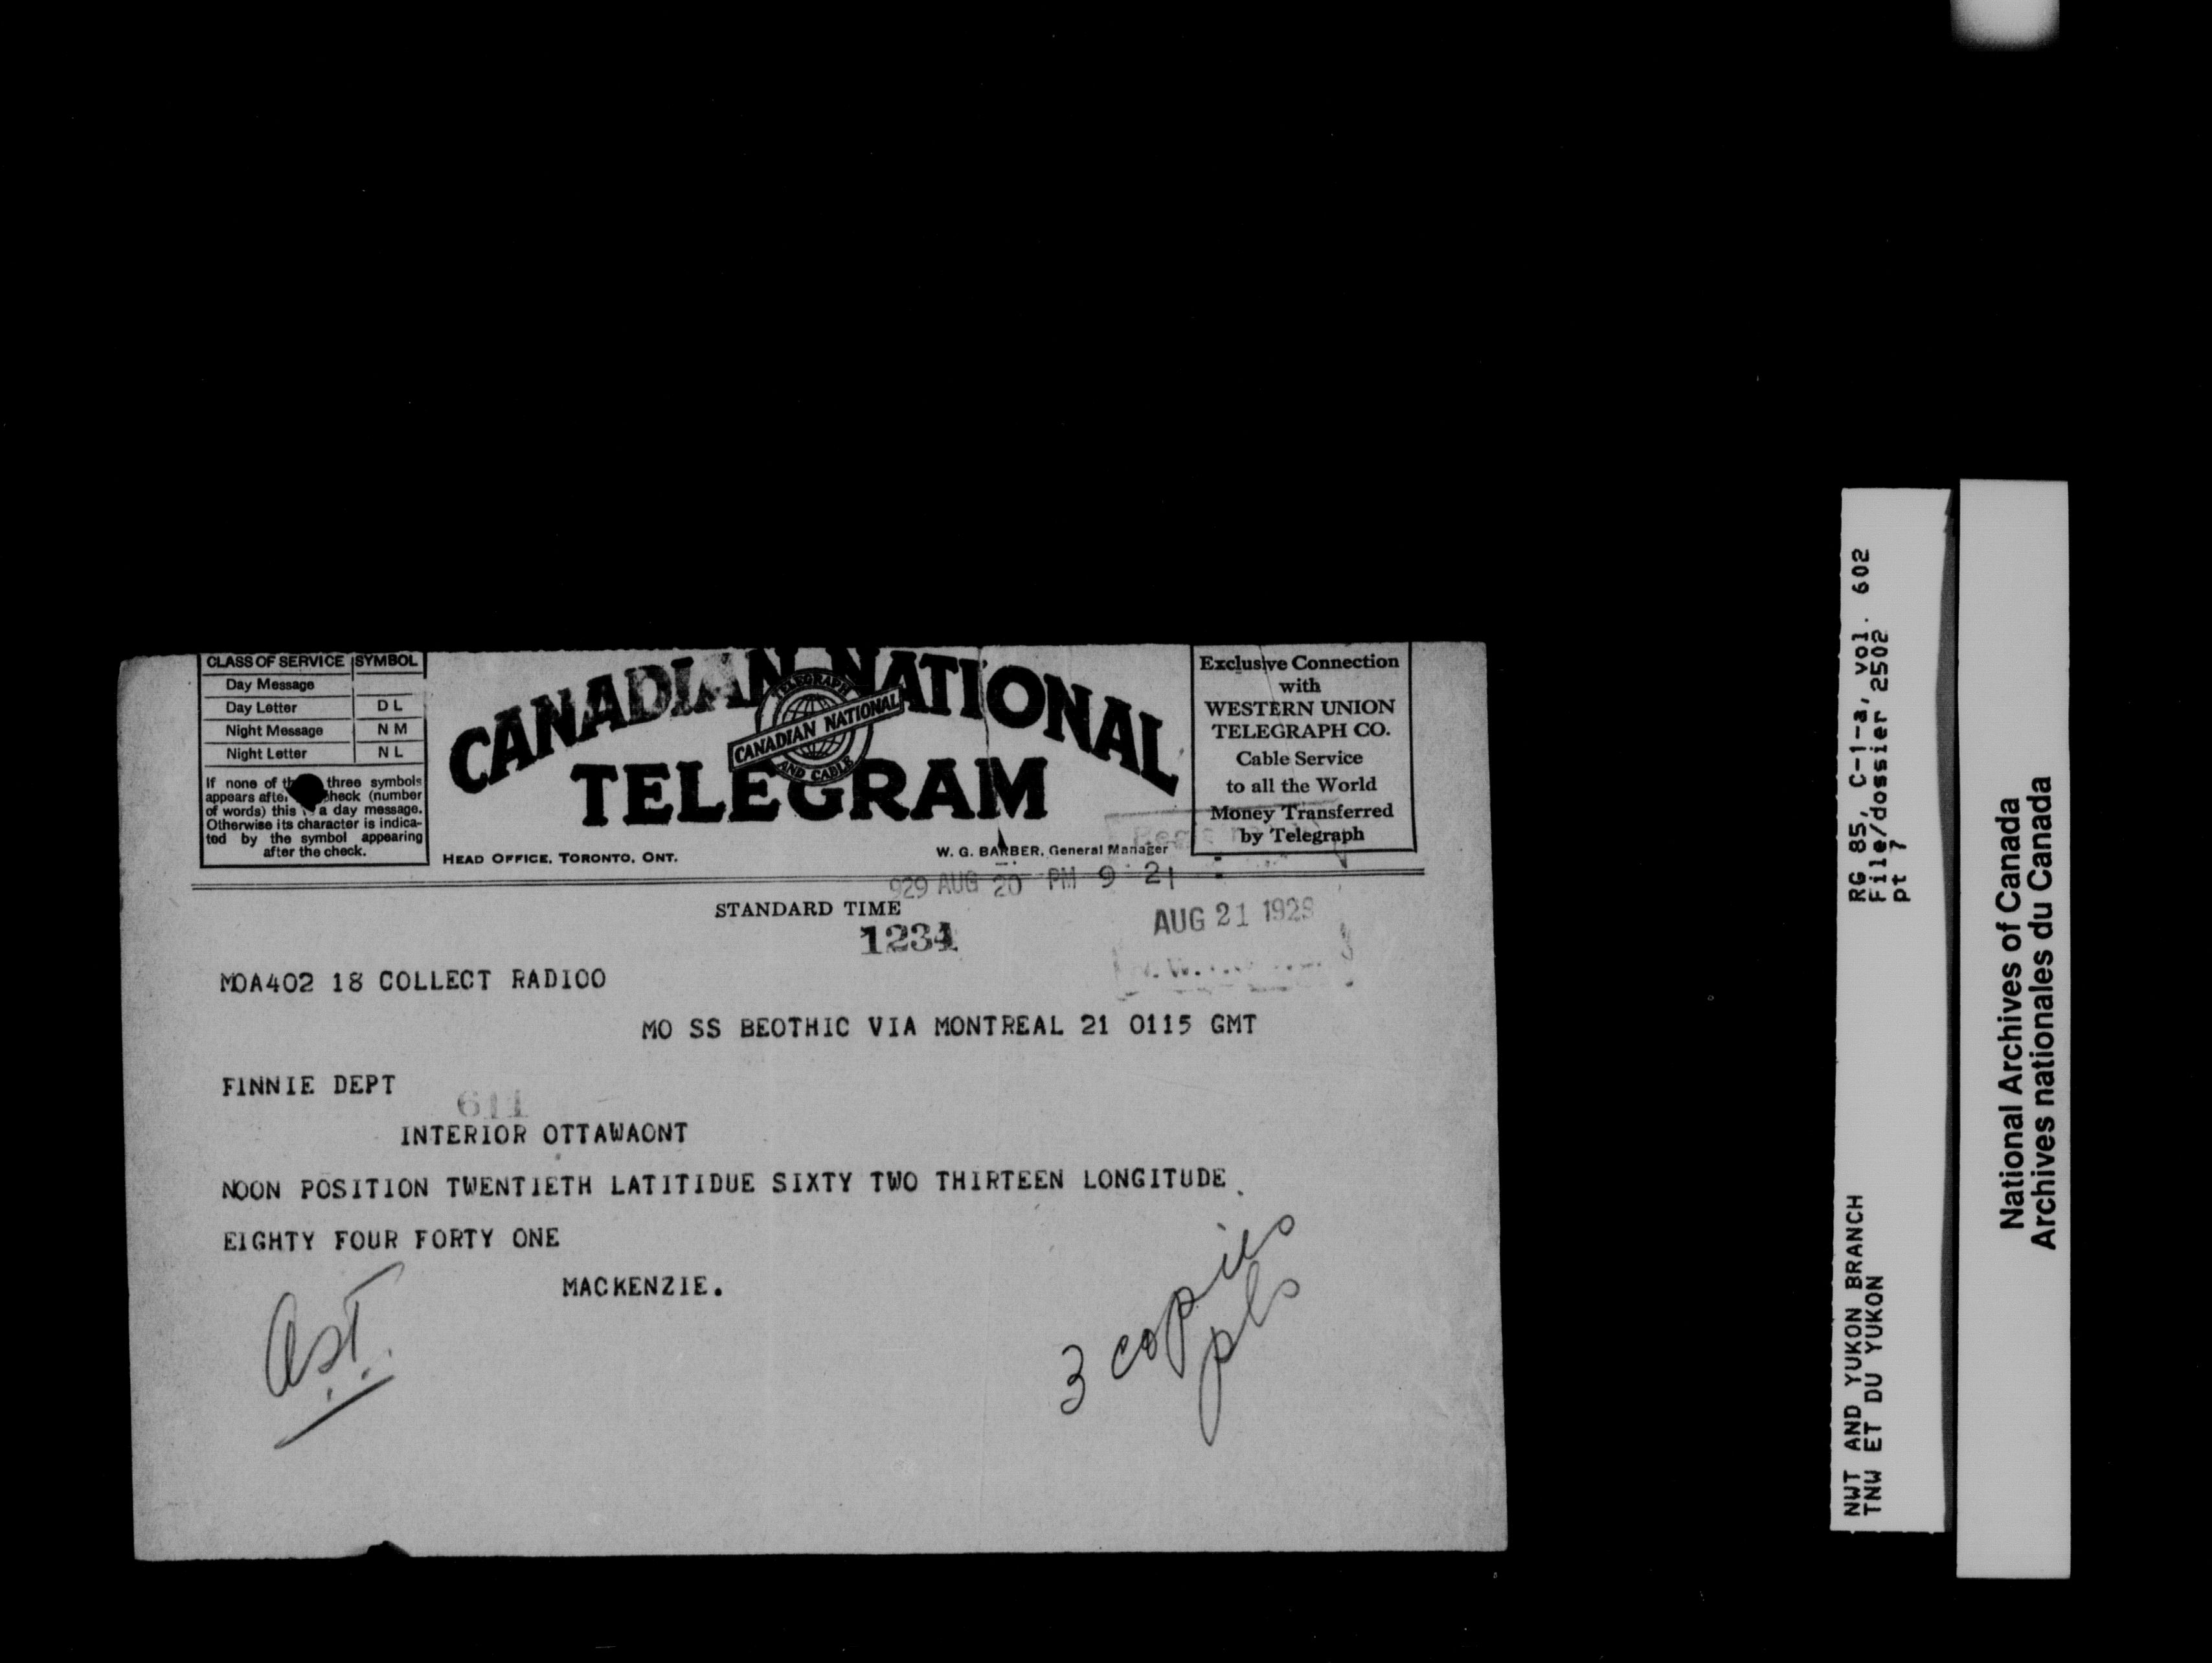 CLASS OF SERVICE SYMBOL
Day Message
Day Letter D L
Night Message N M
Night Letter N L
If none of three symbols
appears after check (number
of words) this a day message.
Otherwise its character is indica-
ted by the symbol appearing
after the check.
CANADIAN NATIONAL
TELEGRAPH
CANADIAN NATIONAL
AND CABLE
TELEGRAM
HEAD OFFICE, TORONTO, ONT.
W. G. BARBER, General Manager
Exclusive Connection
with
WESTERN UNION
TELEGRAPH CO.
Cable Service
to all the World
Money Transferred
by Telegraph
929 AUG 20 PM 9 21
STANDARD TIME
1234
AUG 21 1929
MOA402 18 COLLECT RADIOO
MO SS BEOTHIC VIA MONTREAL 21 0115 GMT
FINNIE DEPT
611
INTERIOR OTTAWAONT
NOON POSITION TWENTIETH LATITIDUE SIXTY TWO THIRTEEN LONGITUDE
EIGHTY FOUR FORTY ONE
MACKENZIE.
3 copies
pls
RG 85, C-1-a, vol. 602
File/dossier 2502
pt 7
NWT AND YUKON BRANCH
TNW ET DU YUKON
National Archives of Canada
Archives nationales du Canada